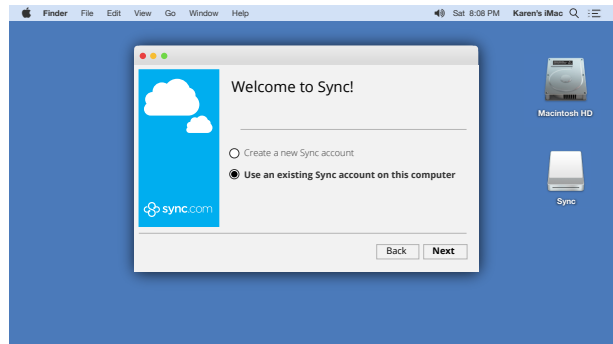 Finder File Edit View Go Window Help Sat 8:08 PM Karen's iMac
Welcome to Sync!
Macintosh HD
Create a new Sync account
Use an existing Sync account on this computer
Sync
sync.com
Back Next